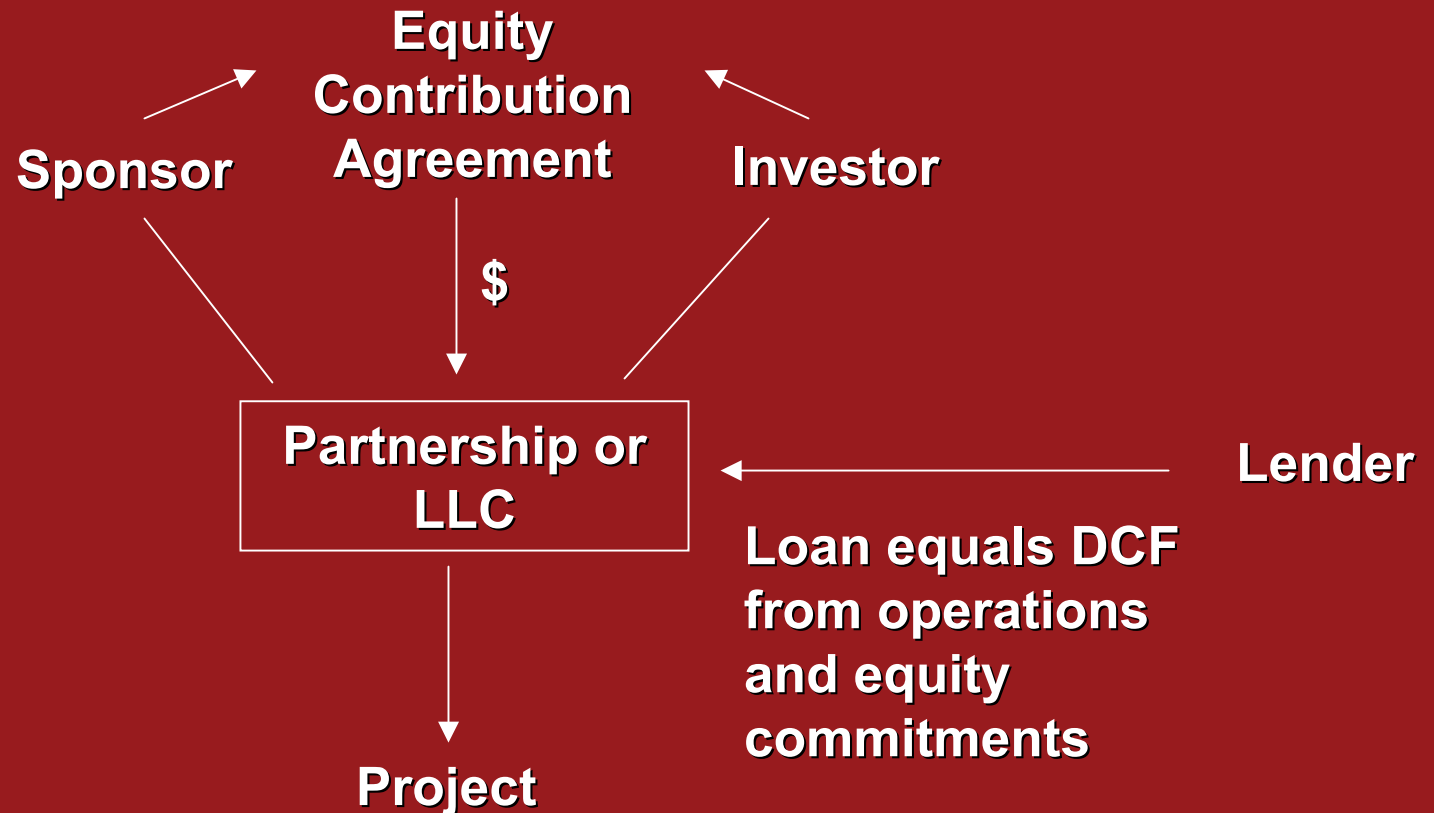 Equity
Contribution
Agreement
Sponsor
Investor
$
Partnership or
LLC
Lender
Loan equals DCF
from operations
and equity
commitments
Project